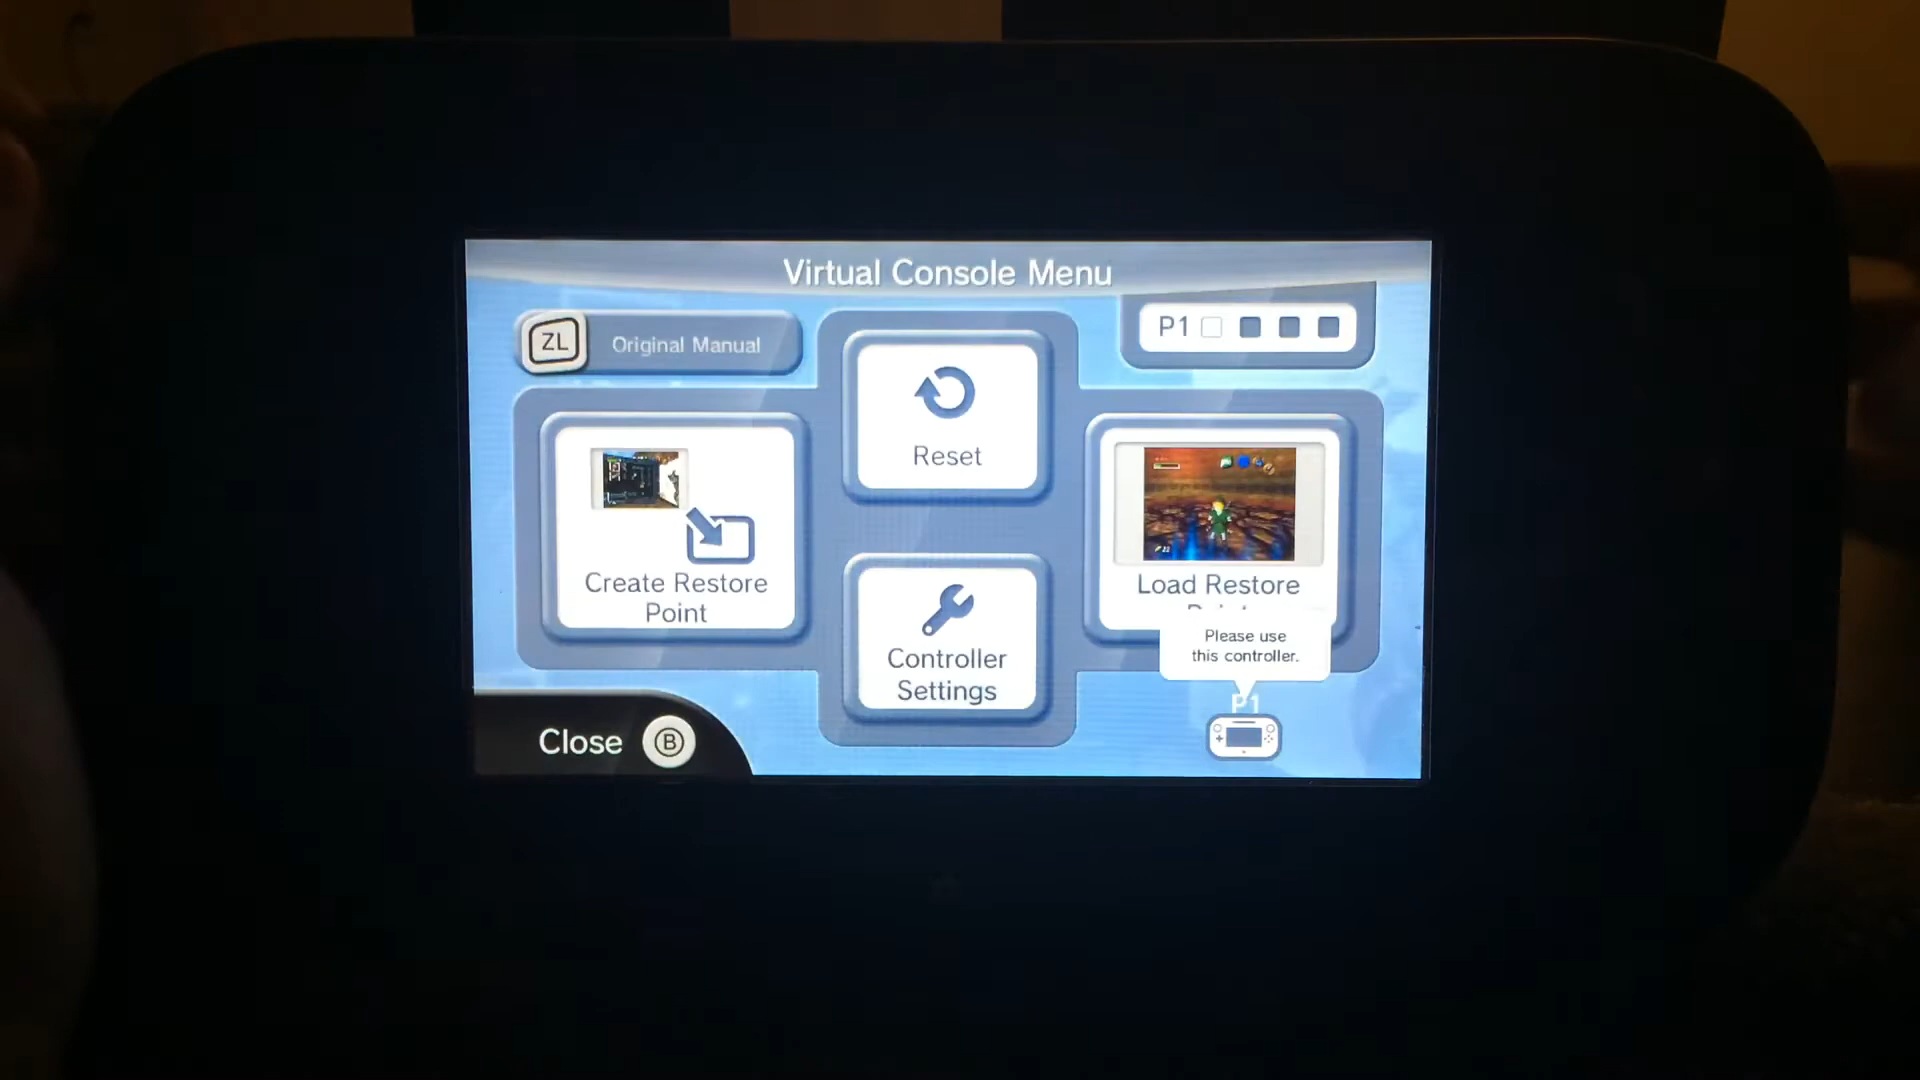 Virtual Console Menu
ZL
Original Manual
P1
Reset
Create Restore
Point
Controller
Settings
Load Restore
Please use
this controller.
P1
Close
B